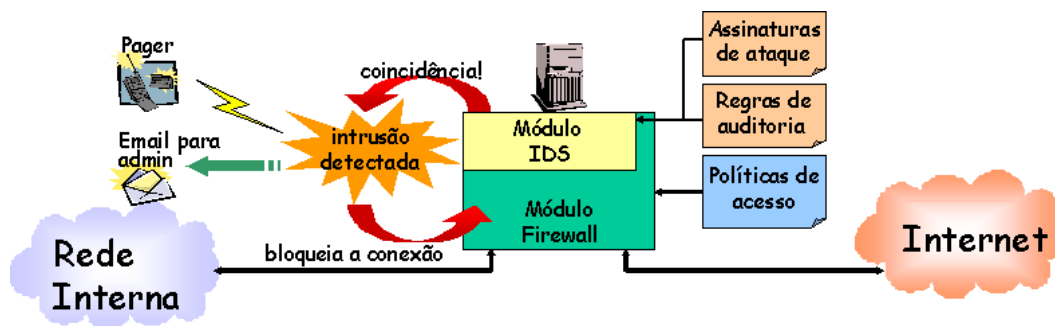 Pager
Email para
admin
coincidência!
intrusão
detectada
bloqueia a conexão
Rede
Interna
Módulo
IDS
Módulo
Firewall
Assinaturas
de ataque
Regras de
auditoria
Políticas de
acesso
Internet